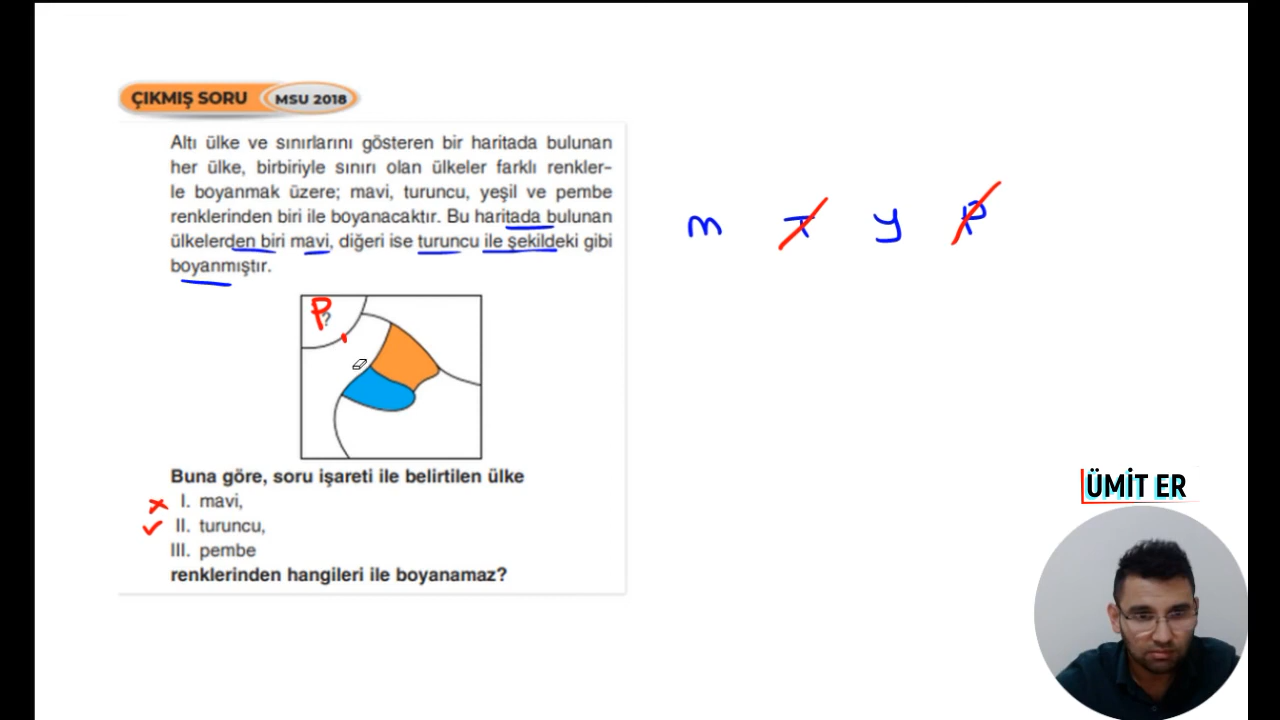 ÇIKMIŞ SORU MSU 2018
Altı ülke ve sınırlarını gösteren bir haritada bulunan
her ülke, birbiriyle sınırı olan ülkeler farklı renkler-
le boyanmak üzere; mavi, turuncu, yeşil ve pembe
renklerinden biri ile boyanacaktır. Bu haritada bulunan
ülkelerden biri mavi, diğeri ise turuncu ile şekildeki gibi
boyanmıştır.
m T y P
P
?
Buna göre, soru işareti ile belirtilen ülke
I. mavi,
II. turuncu,
III. pembe
renklerinden hangileri ile boyanamaz?
ÜMİT ER